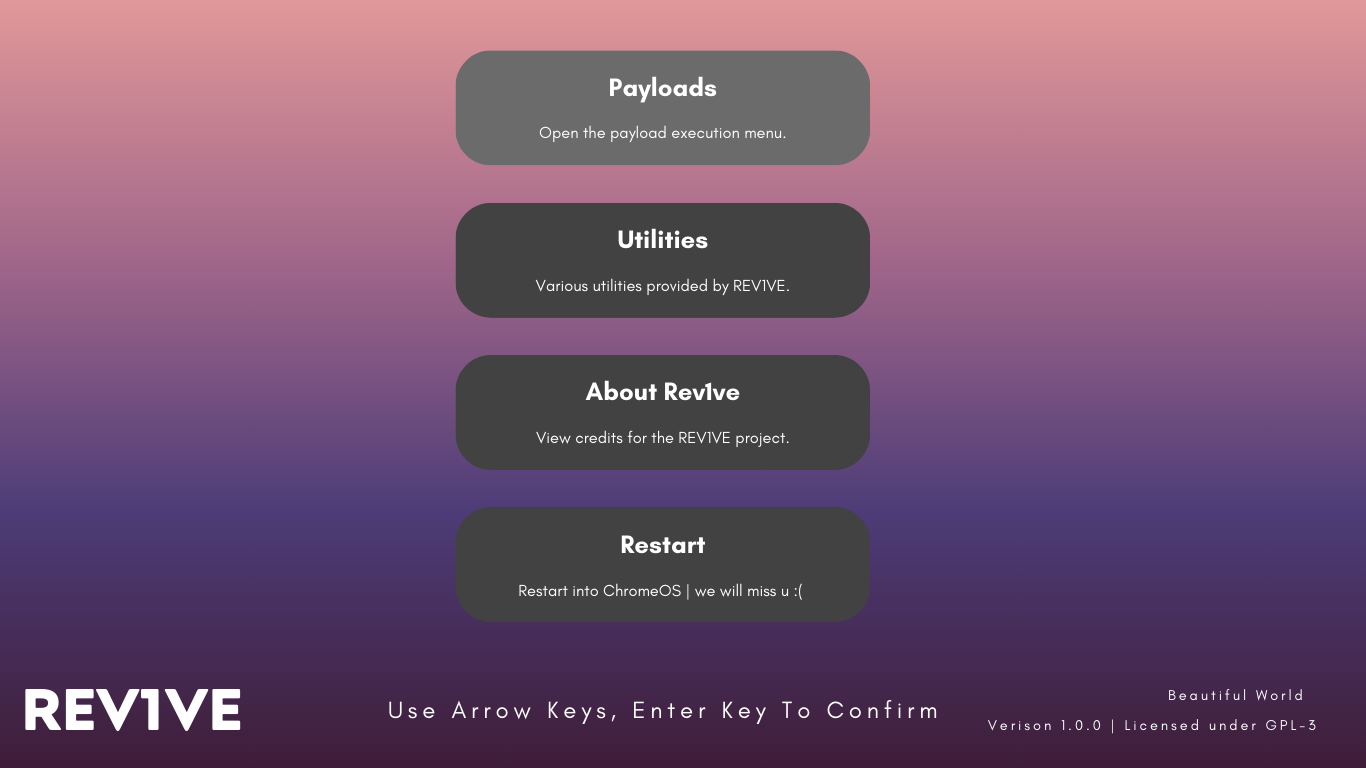 Payloads
Open the payload execution menu.
Utilities
Various utilities provided by REV1VE.
About Rev1ve
View credits for the REV1VE project.
Restart
Restart into ChromeOS | we will miss u :(
REV1VE
Use Arrow Keys, Enter Key To Confirm
Beautiful World
Verison 1.0.0 | Licensed under GPL-3